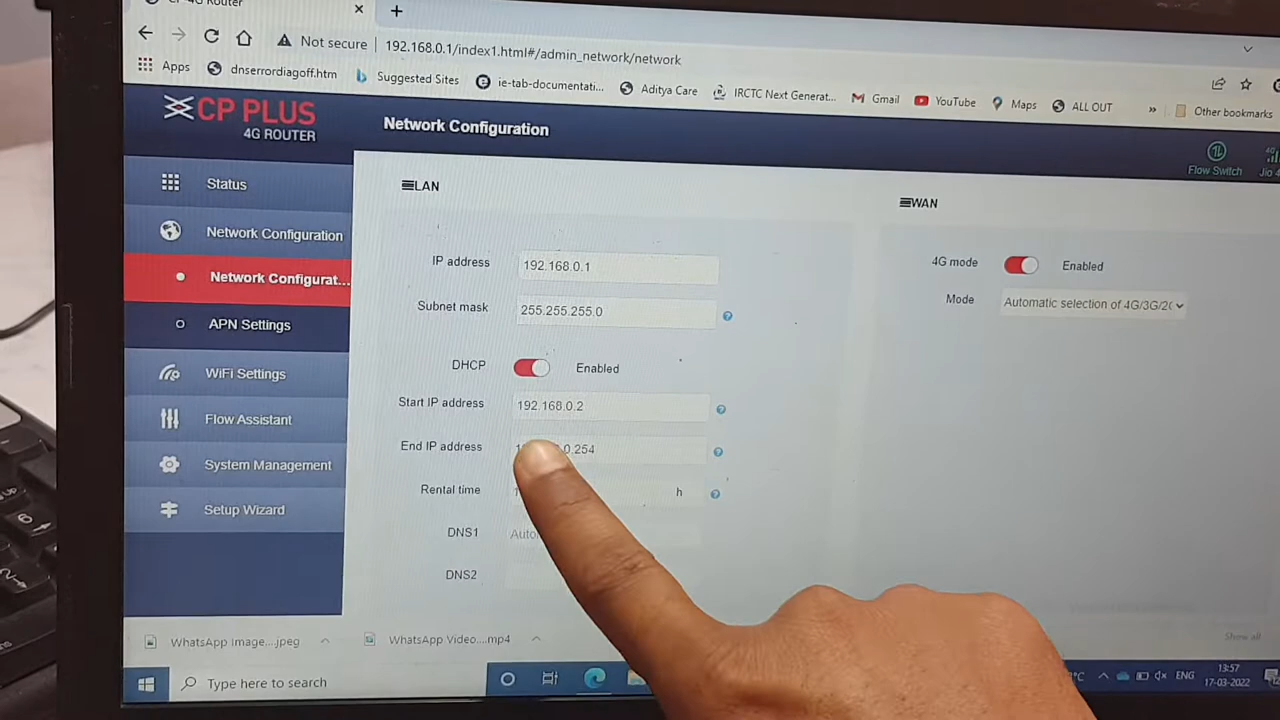 Not secure
192.168.0.1/index1.html#/admin_network/network
Apps
dnserrordiagoff.htm
Suggested Sites
ie-tab-documentati...
Aditya Care
IRCTC Next Generat...
Gmail
YouTube
Maps
ALL OUT
»
Other bookmarks
CP PLUS
4G ROUTER
Network Configuration
Flow Switch
4G
Status
Network Configuration
Network Configurat...
APN Settings
WiFi Settings
Flow Assistant
System Management
Setup Wizard
LAN
IP address
192.168.0.1
Subnet mask
255.255.255.0
DHCP
Enabled
Start IP address
192.168.0.2
End IP address
0.254
Rental time
h
DNS1
DNS2
WAN
4G mode
Enabled
Mode
Automatic selection of 4G/3G/2G
WhatsApp Image....jpeg
WhatsApp Video....mp4
Show all
Type here to search
ENG
13:57
17-03-2022